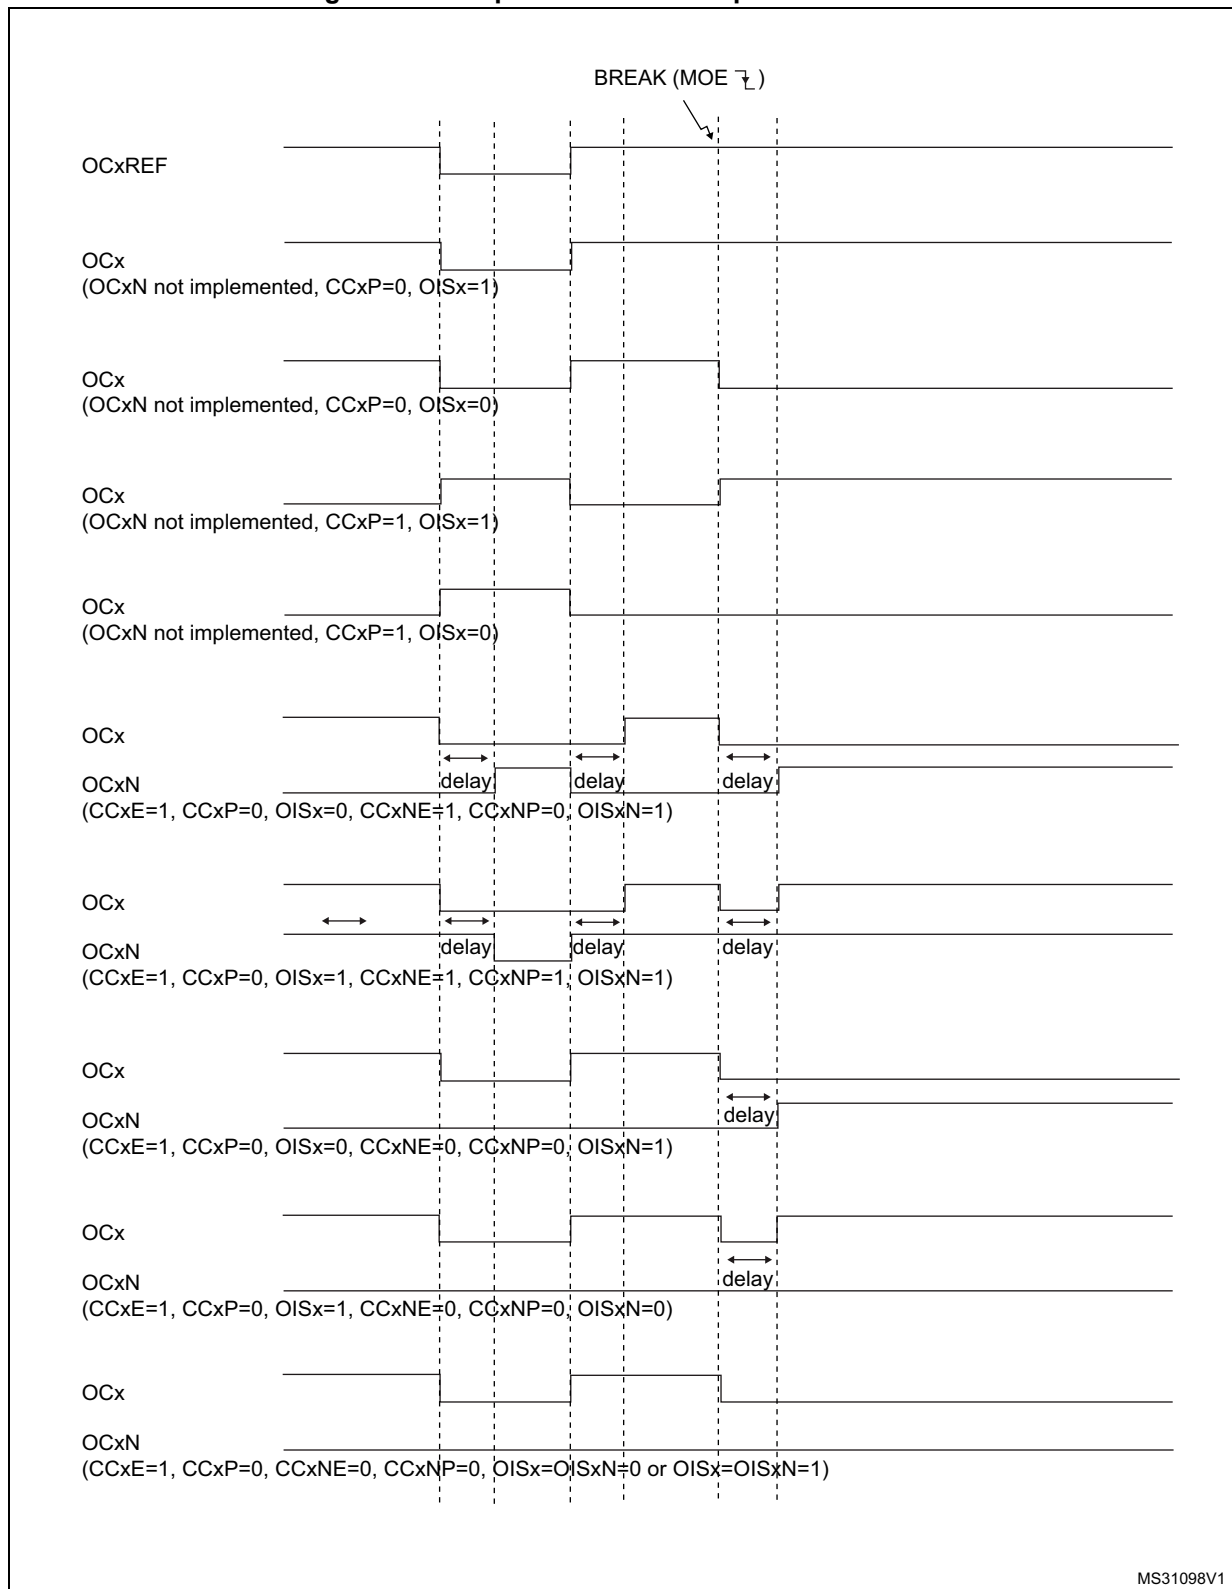 BREAK (MOE )
OCxREF
OCx
(OCxN not implemented, CCxP=0, OISx=1)
OCx
(OCxN not implemented, CCxP=0, OISx=0)
OCx
(OCxN not implemented, CCxP=1, OISx=1)
OCx
(OCxN not implemented, CCxP=1, OISx=0)
OCx
OCxN delay delay delay
(CCxE=1, CCxP=0, OISx=0, CCxNE=1, CCxNP=0, OISxN=1)
OCx
OCxN delay delay delay
(CCxE=1, CCxP=0, OISx=1, CCxNE=1, CCxNP=1, OISxN=1)
OCx
OCxN delay
(CCxE=1, CCxP=0, OISx=0, CCxNE=0, CCxNP=0, OISxN=1)
OCx
OCxN delay
(CCxE=1, CCxP=0, OISx=1, CCxNE=0, CCxNP=0, OISxN=0)
OCx
OCxN
(CCxE=1, CCxP=0, CCxNE=0, CCxNP=0, OISx=OISxN=0 or OISx=OISxN=1)
MS31098V1